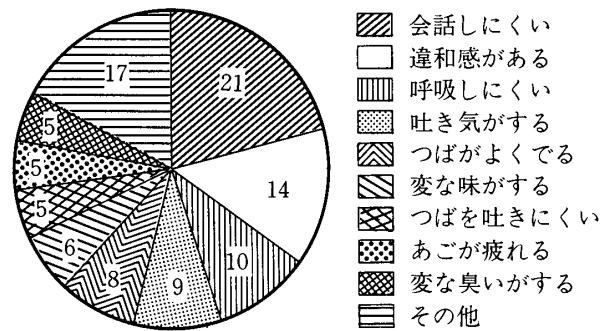 21
14
10
9
8
6
5
5
5
17
会話しにくい
違和感がある
呼吸しにくい
吐き気がする
つばがよくでる
変な味がする
つばを吐きにくい
あごが疲れる
変な臭いがする
その他